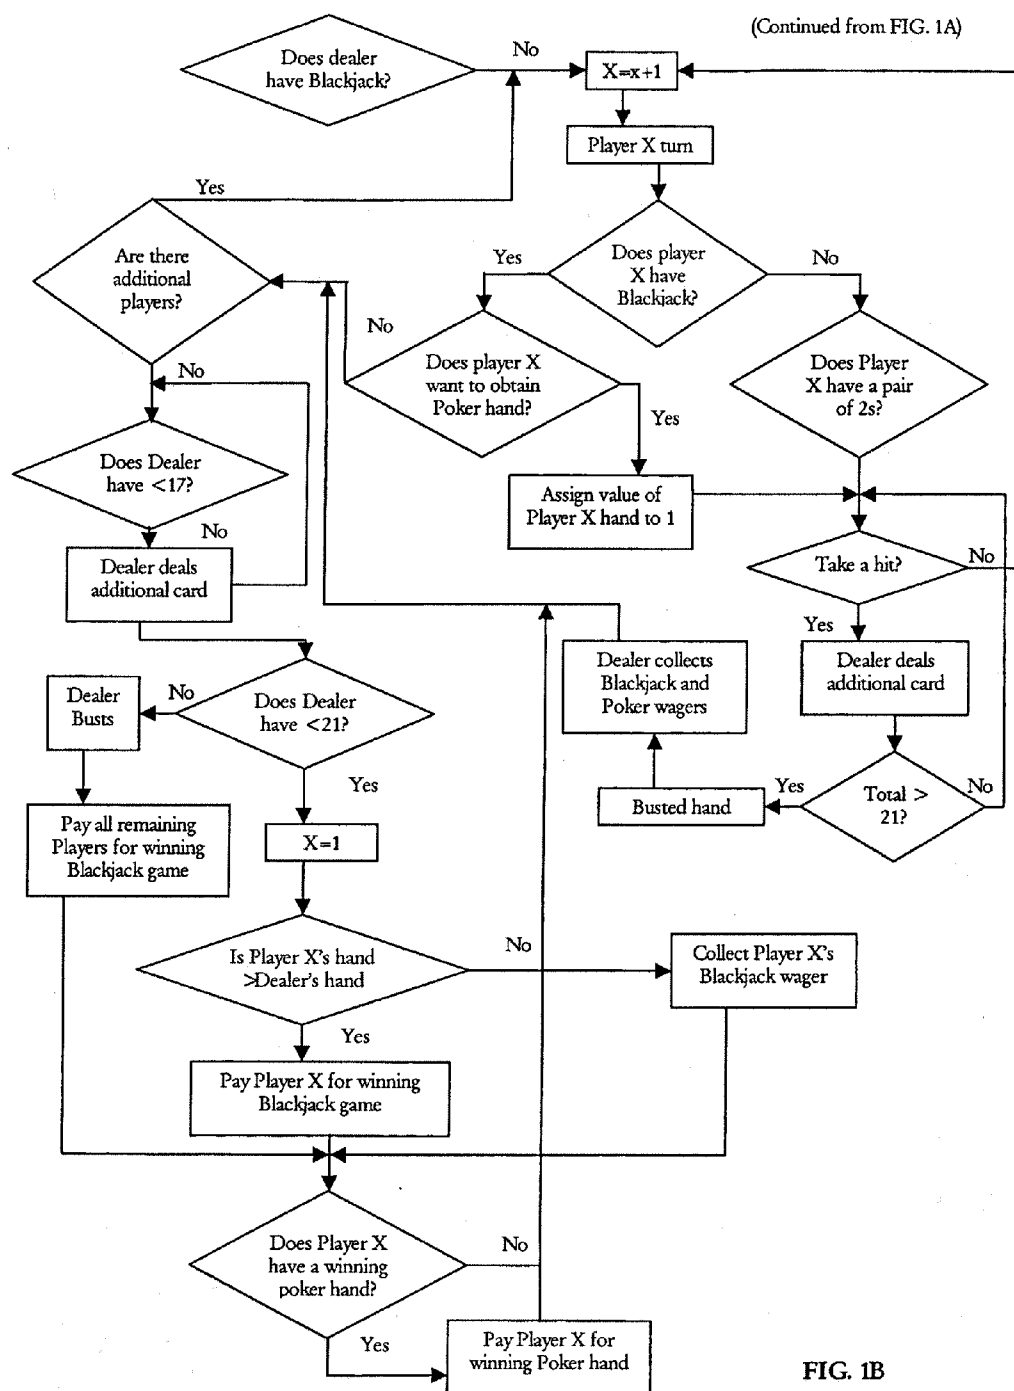 (Continued from FIG. 1A)
Does dealer
have Blackjack?
No
X=x+1
Player X turn
Yes
Are there
additional
players?
Does player
X have
Blackjack?
Yes
No
No
Does player X
want to obtain
Poker hand?
Does Player
X have a pair
of 2s?
No
Yes
Does Dealer
have <17?
Assign value of
Player X hand to 1
No
Dealer deals
additional card
Take a hit?
No
Yes
Dealer collects
Blackjack and
Poker wagers
Dealer deals
additional card
Dealer
Busts
No
Does Dealer
have <21?
Yes
Busted hand
Yes
Total >
21?
No
Pay all remaining
Players for winning
Blackjack game
X=1
Is Player X's hand
>Dealer's hand
No
Collect Player X's
Blackjack wager
Yes
Pay Player X for winning
Blackjack game
Does Player X
have a winning
poker hand?
No
Yes
Pay Player X for
winning Poker hand
FIG. 1B